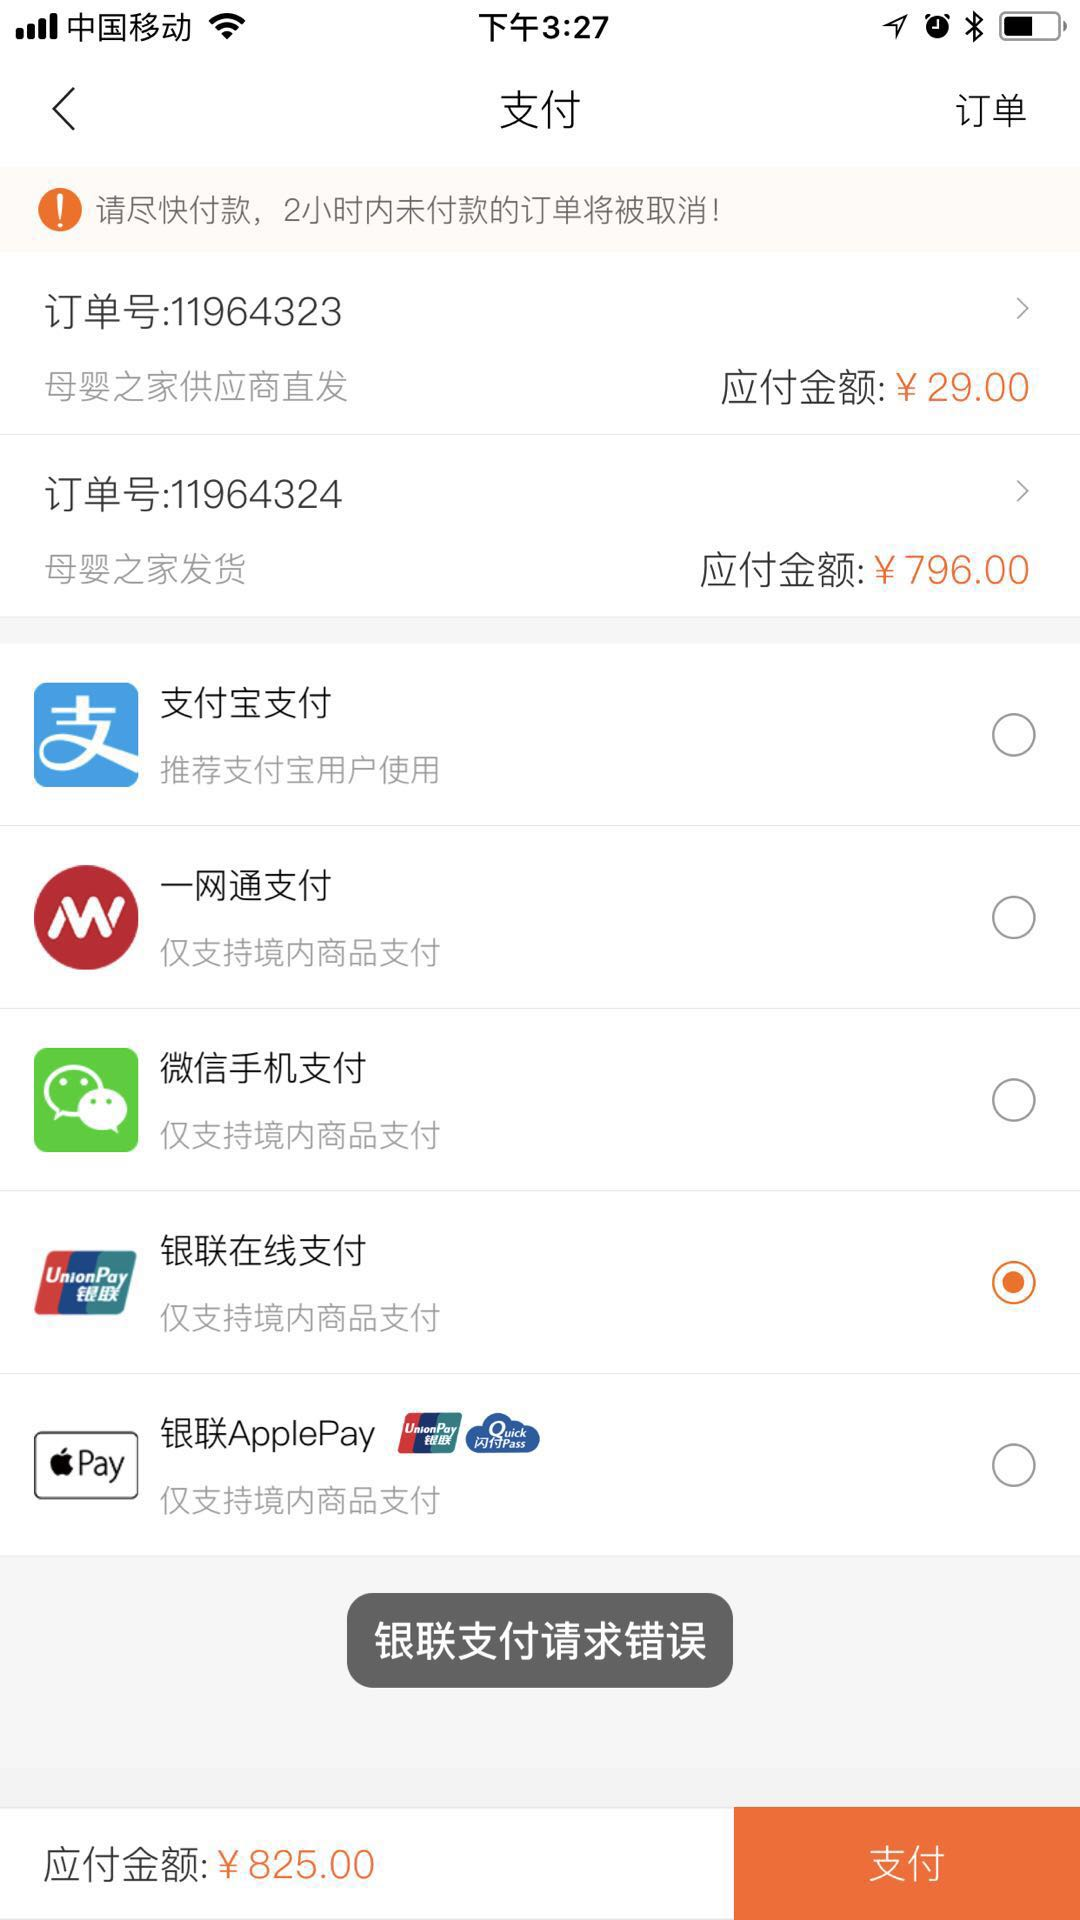 中国移动 下午3:27
支付 订单
请尽快付款，2小时内未付款的订单将被取消！
订单号:11964323
母婴之家供应商直发 应付金额:￥29.00
订单号:11964324
母婴之家发货 应付金额:￥796.00
支 支付宝支付
推荐支付宝用户使用
一网通支付
仅支持境内商品支付
微信手机支付
仅支持境内商品支付
银联在线支付
UnionPay
银联
仅支持境内商品支付
银联ApplePay UnionPay 银联 Quick 闪付Pass
Pay
仅支持境内商品支付
银联支付请求错误
应付金额:￥825.00 支付